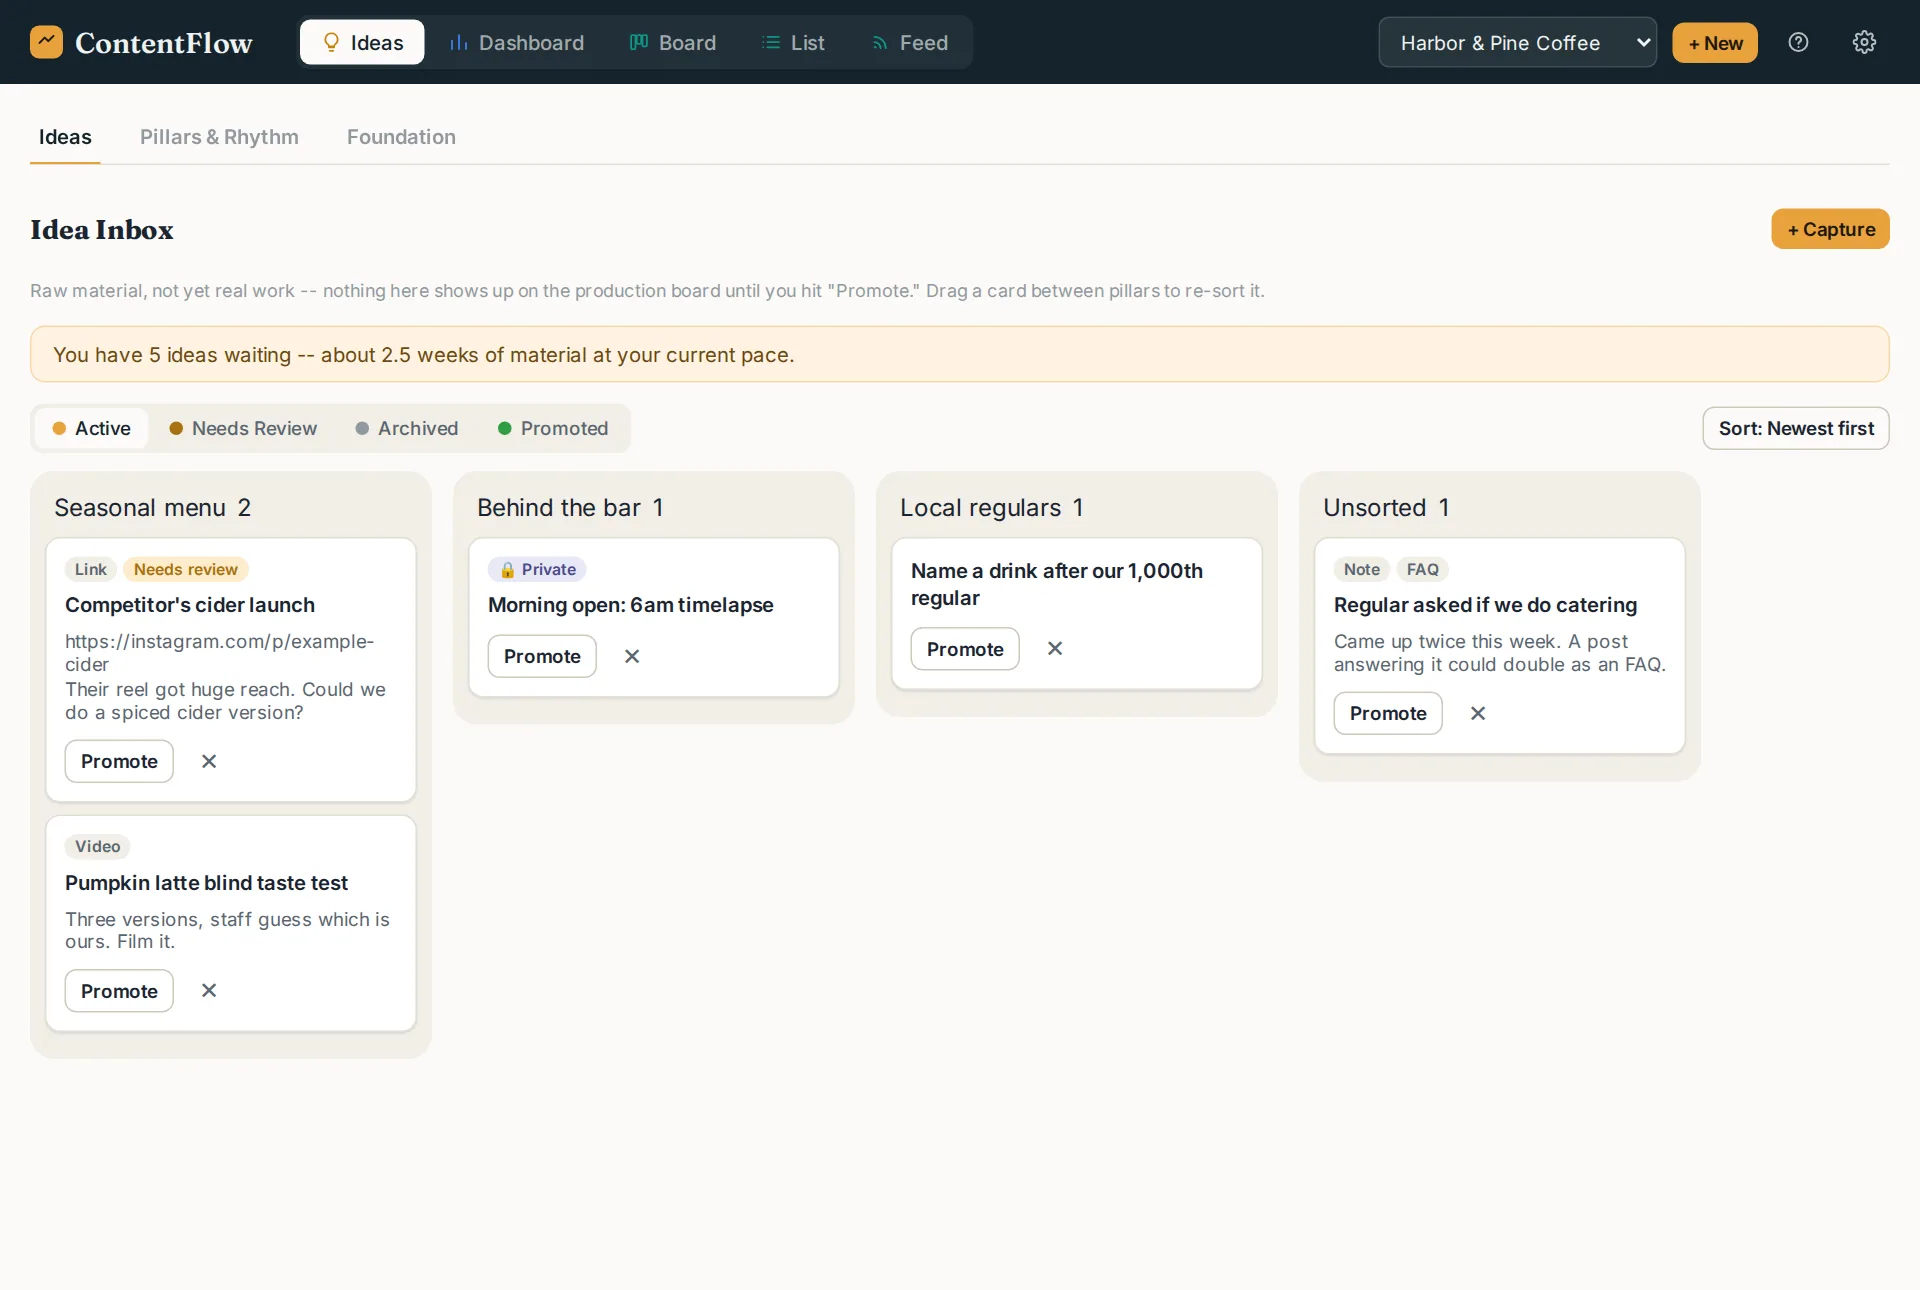 ContentFlow
Ideas
Dashboard
Board
List
Feed
Harbor & Pine Coffee
+ New
Ideas
Pillars & Rhythm
Foundation
Idea Inbox
+ Capture
Raw material, not yet real work -- nothing here shows up on the production board until you hit "Promote." Drag a card between pillars to re-sort it.
You have 5 ideas waiting -- about 2.5 weeks of material at your current pace.
Active
Needs Review
Archived
Promoted
Sort: Newest first
Seasonal menu 2
Link
Needs review
Competitor's cider launch
https://instagram.com/p/example-
cider
Their reel got huge reach. Could we
do a spiced cider version?
Promote
Video
Pumpkin latte blind taste test
Three versions, staff guess which is
ours. Film it.
Promote
Behind the bar 1
Private
Morning open: 6am timelapse
Promote
Local regulars 1
Name a drink after our 1,000th
regular
Promote
Unsorted 1
Note
FAQ
Regular asked if we do catering
Came up twice this week. A post
answering it could double as an FAQ.
Promote